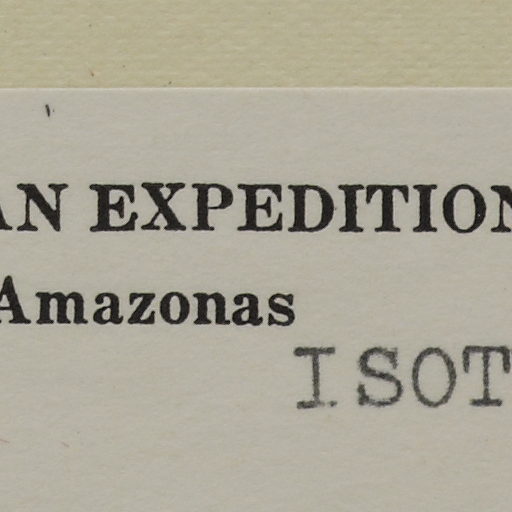 AN EXPEDITION
Amazonas
ISOT